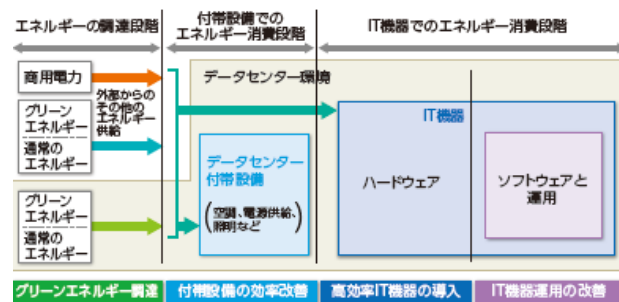 エネルギーの調達段階
付帯設備での
エネルギー消費段階
IT機器でのエネルギー消費段階
商用電力
外部からの
その他の
エネルギー
供給
グリーン
エネルギー
通常の
エネルギー
グリーン
エネルギー
通常の
エネルギー
データセンター環境
データセンター
付帯設備
(空調、電源供給、
照明など)
IT機器
ハードウェア
ソフトウェアと
運用
グリーンエネルギー調達
付帯設備の効率改善
高効率IT機器の導入
IT機器運用の改善